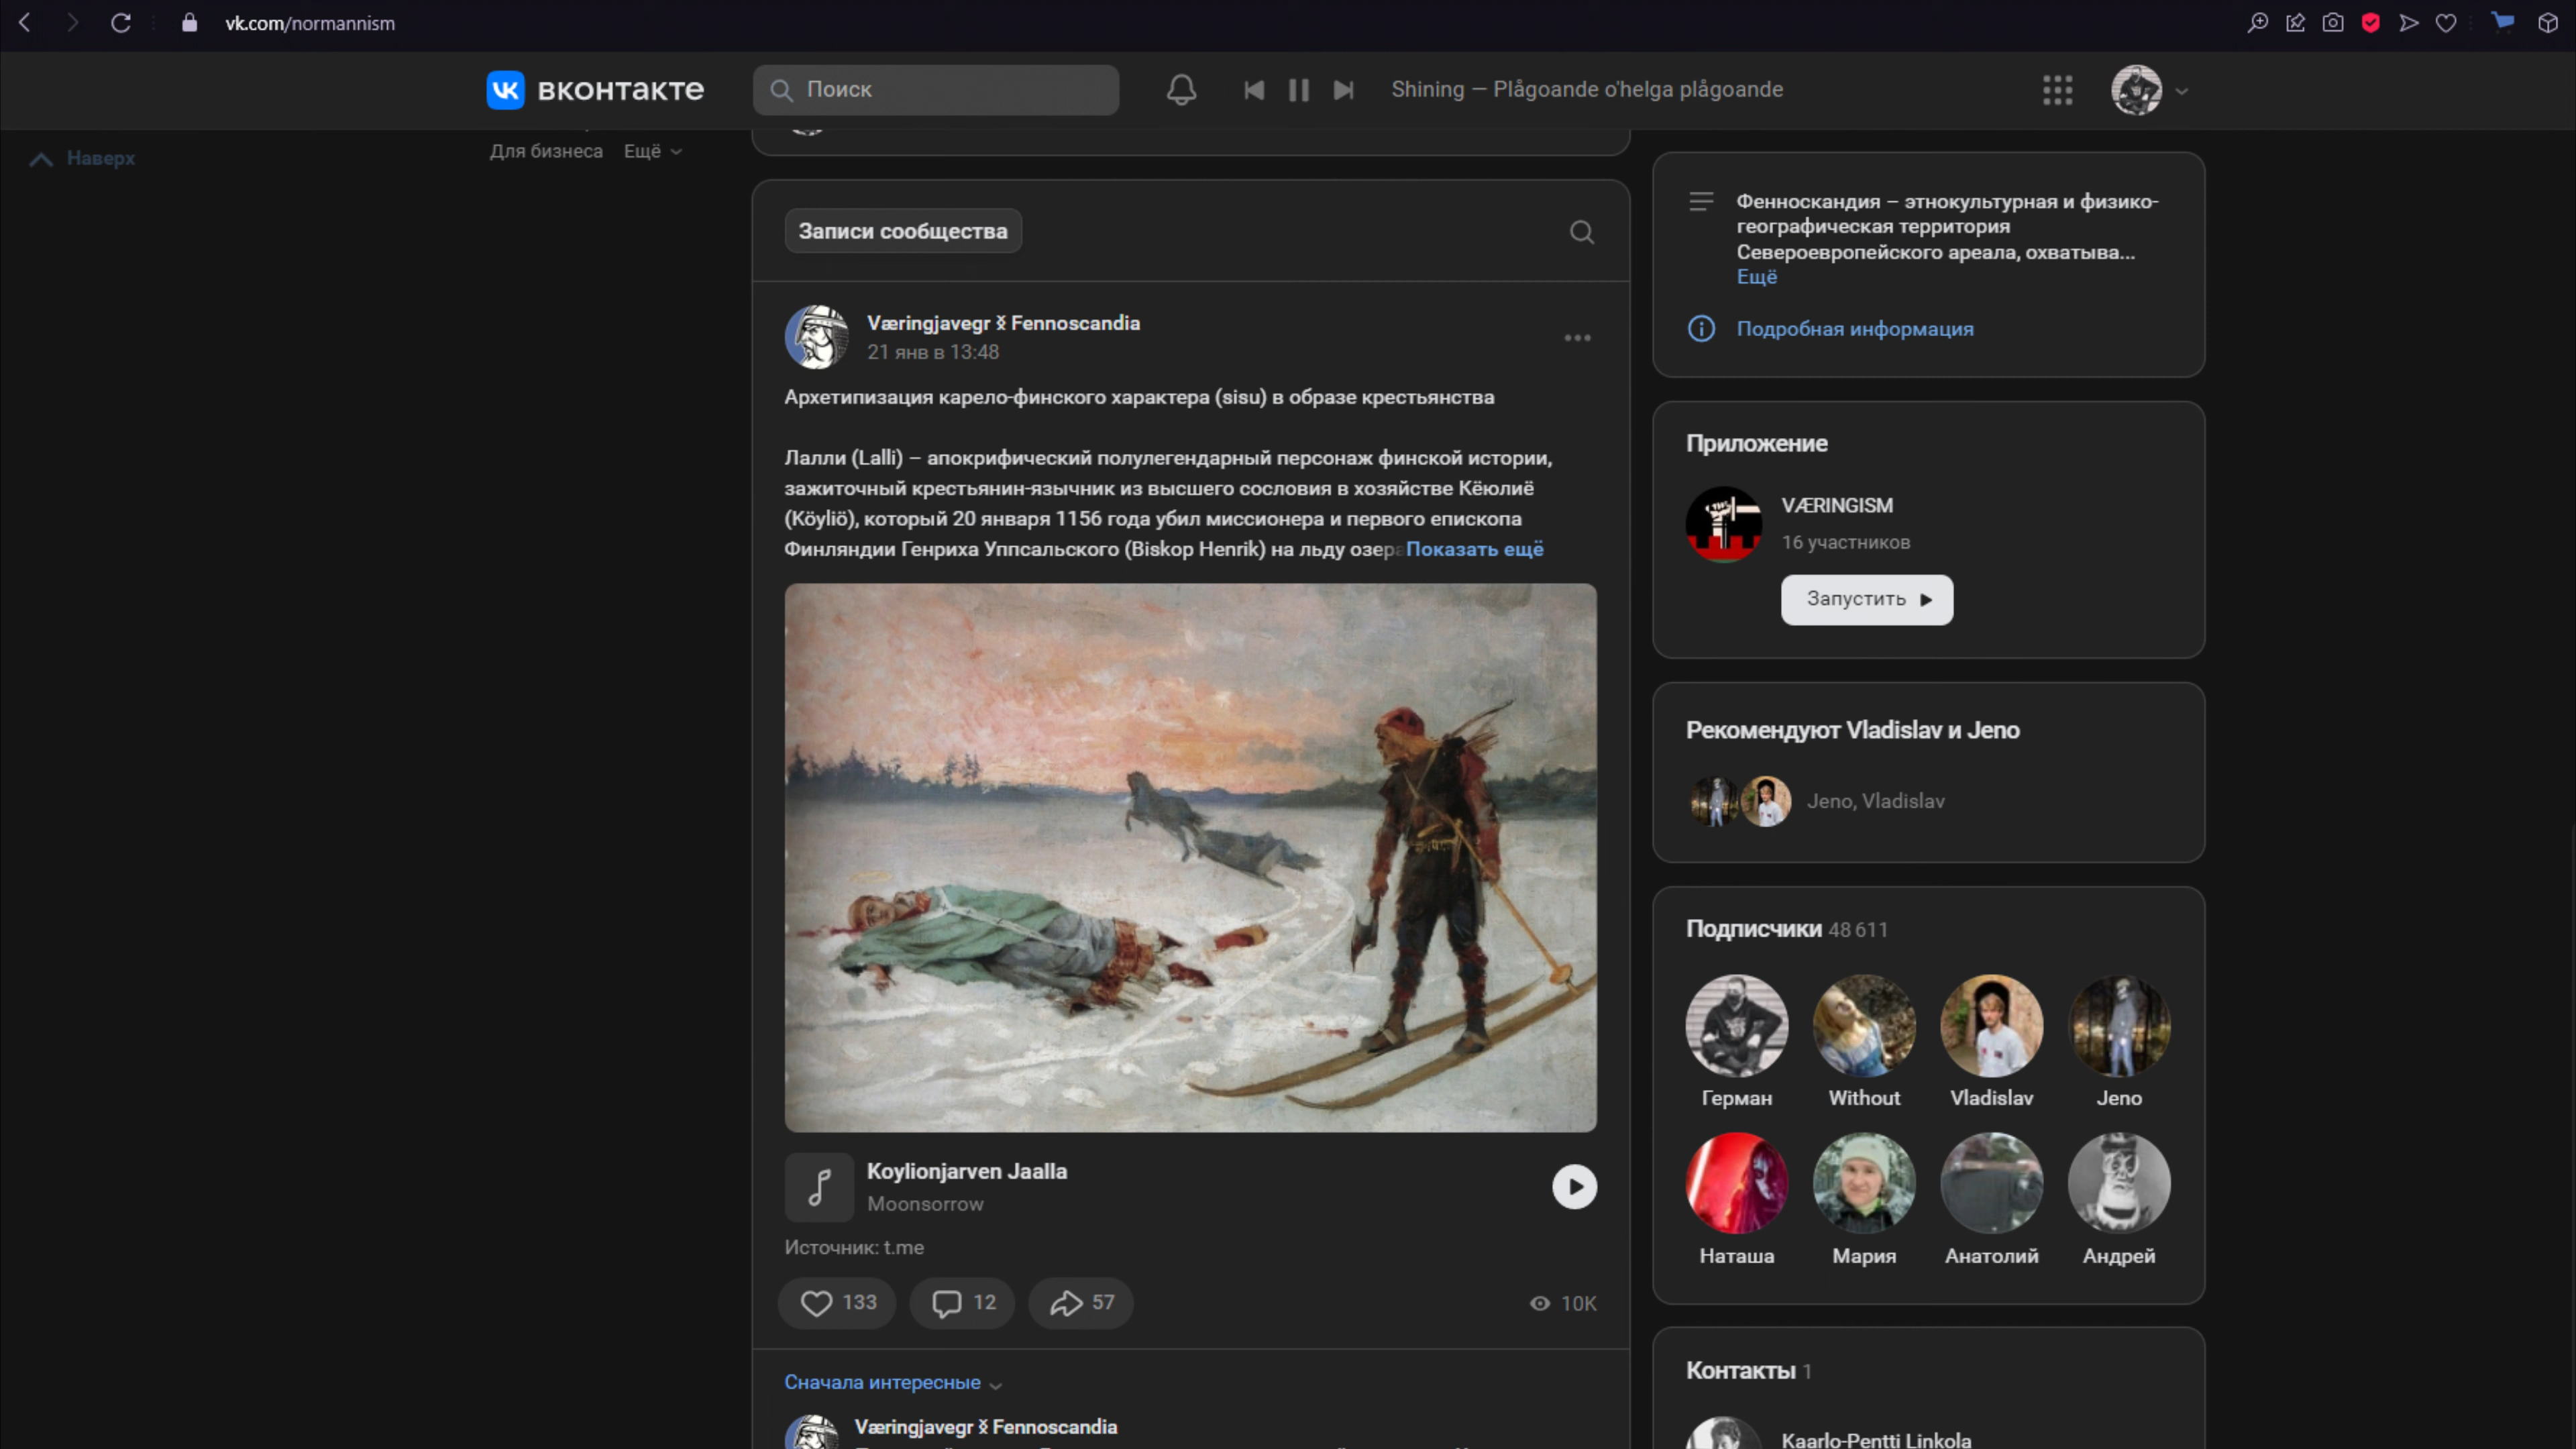 vk.com/normannism
вконтакте
Поиск
Shining — Plågoande o'helga plågoande
Наверх
Для бизнеса Ещё
Записи сообщества
Væringjavegr ᛯ Fennoscandia
21 янв в 13:48
Архетипизация карело-финского характера (sisu) в образе крестьянства
Лалли (Lalli) – апокрифический полулегендарный персонаж финской истории,
зажиточный крестьянин-язычник из высшего сословия в хозяйстве Кёюлиё
(Köyliö), который 20 января 1156 года убил миссионера и первого епископа
Финляндии Генриха Уппсальского (Biskop Henrik) на льду озера Показать ещё
Koylionjarven Jaalla
Moonsorrow
Источник: t.me
133 12 57 10K
Сначала интересные
Væringjavegr ᛯ Fennoscandia
Фенноскандия – этнокультурная и физико-
географическая территория
Североевропейского ареала, охватыва...
Ещё
Подробная информация
Приложение
VÆRINGISM
16 участников
Запустить
Рекомендуют Vladislav и Jeno
Jeno, Vladislav
Подписчики 48 611
Герман Without Vladislav Jeno
Наташа Мария Анатолий Андрей
Контакты 1
Kaarlo-Pentti Linkola